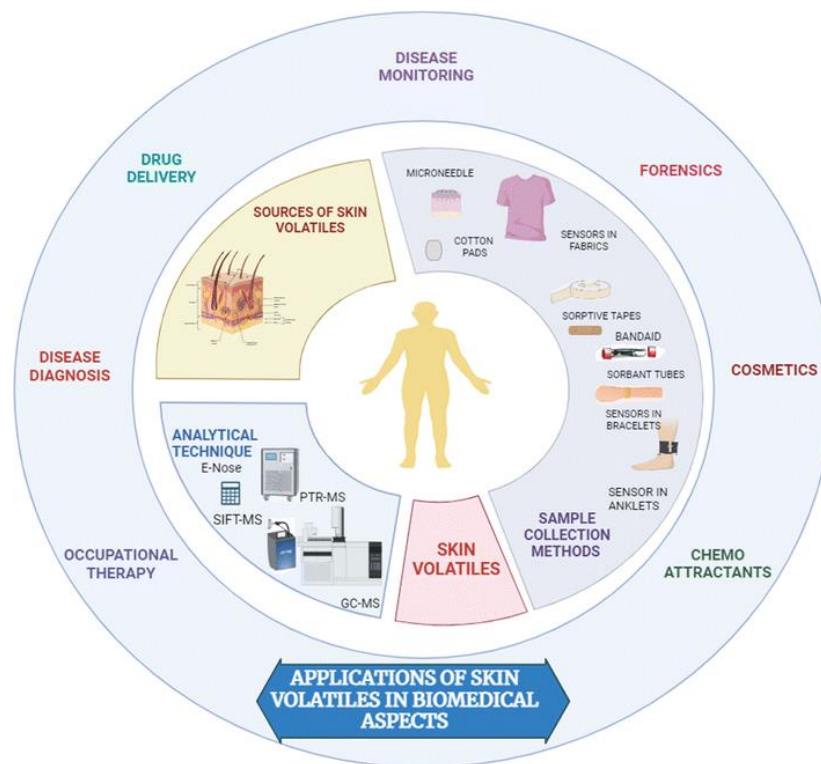 DISEASE
MONITORING
DRUG
DELIVERY
FORENSICS
MICRONEEDLE
SOURCES OF SKIN
VOLATILES
SENSORS IN
FABRICS
COTTON
PADS
SORPTIVE TAPES
BANDAID
DISEASE
DIAGNOSIS
COSMETICS
SORBANT TUBES
SENSORS IN
BRACELETS
ANALYTICAL
TECHNIQUE
E-Nose
PTR-MS
SIFT-MS
GC-MS
SENSOR IN
ANKLETS
SAMPLE
COLLECTION
METHODS
SKIN
VOLATILES
OCCUPATIONAL
THERAPY
CHEMO
ATTRACTANTS
APPLICATIONS OF SKIN
VOLATILES IN BIOMEDICAL
ASPECTS